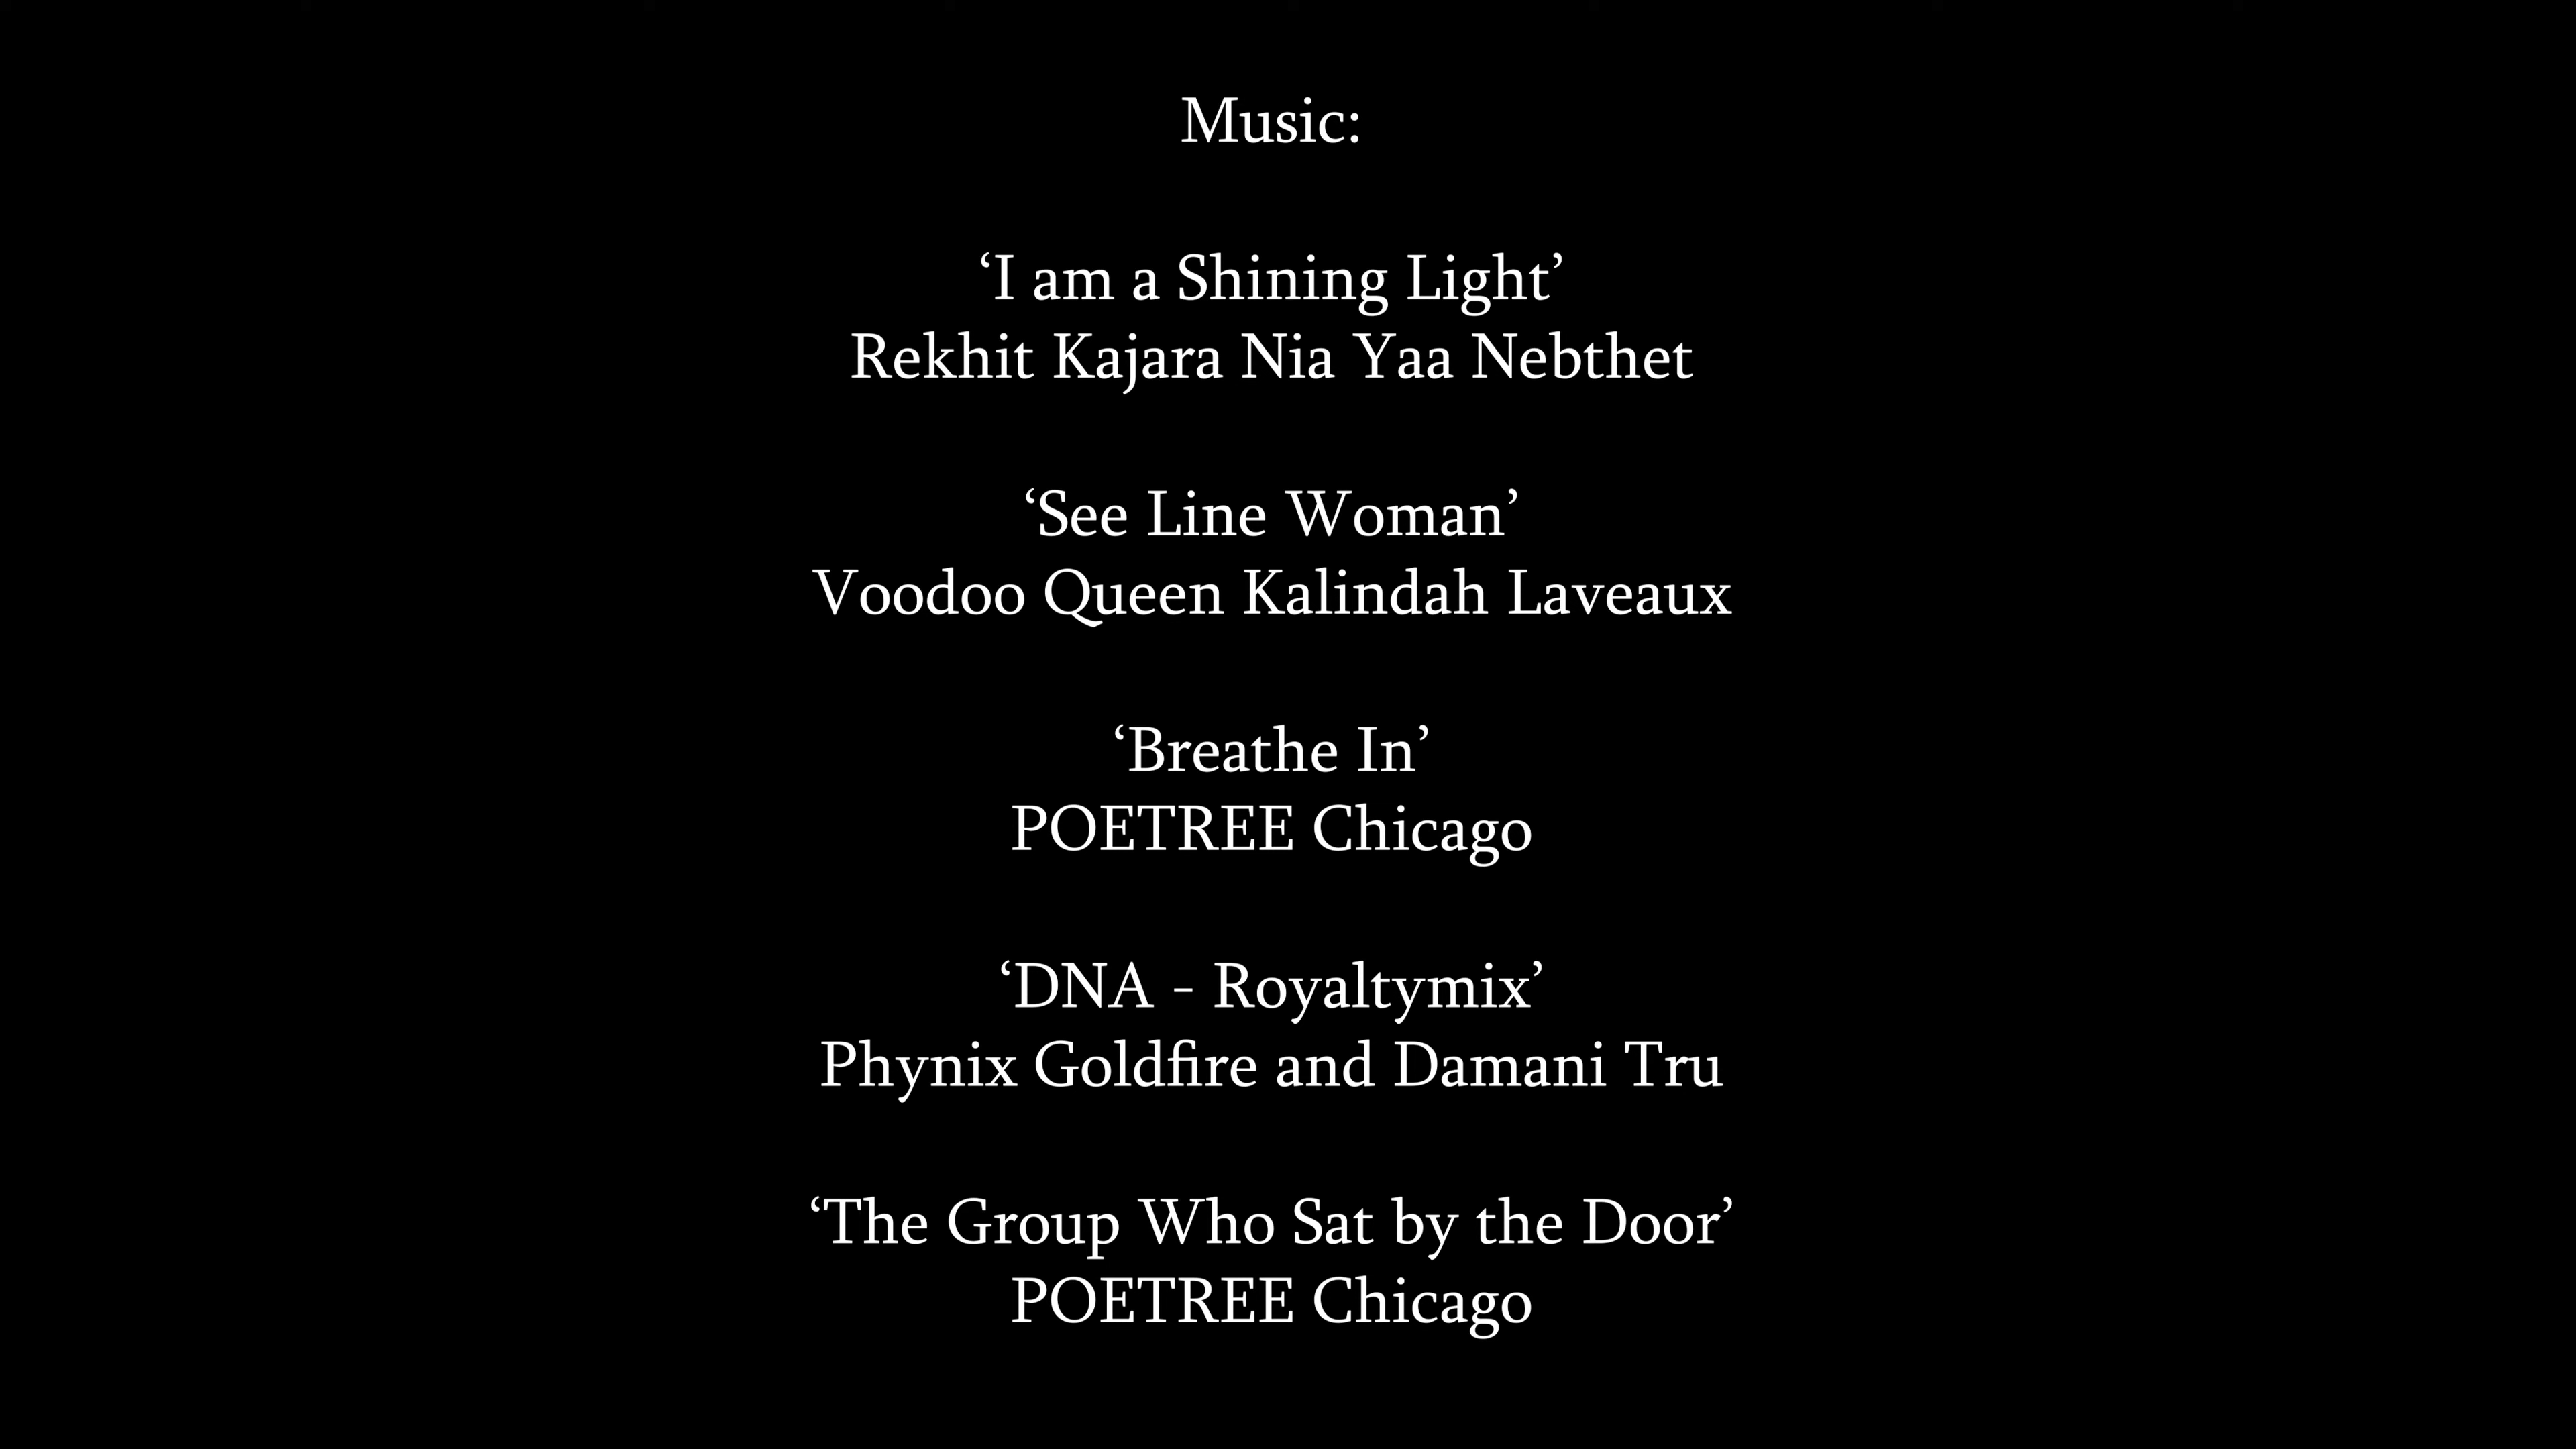 Music:
‘I am a Shining Light’
Rekhit Kajara Nia Yaa Nebthet
‘See Line Woman’
Voodoo Queen Kalindah Laveaux
‘Breathe In’
POETREE Chicago
‘DNA - Royaltymix’
Phynix Goldfire and Damani Tru
‘The Group Who Sat by the Door’
POETREE Chicago